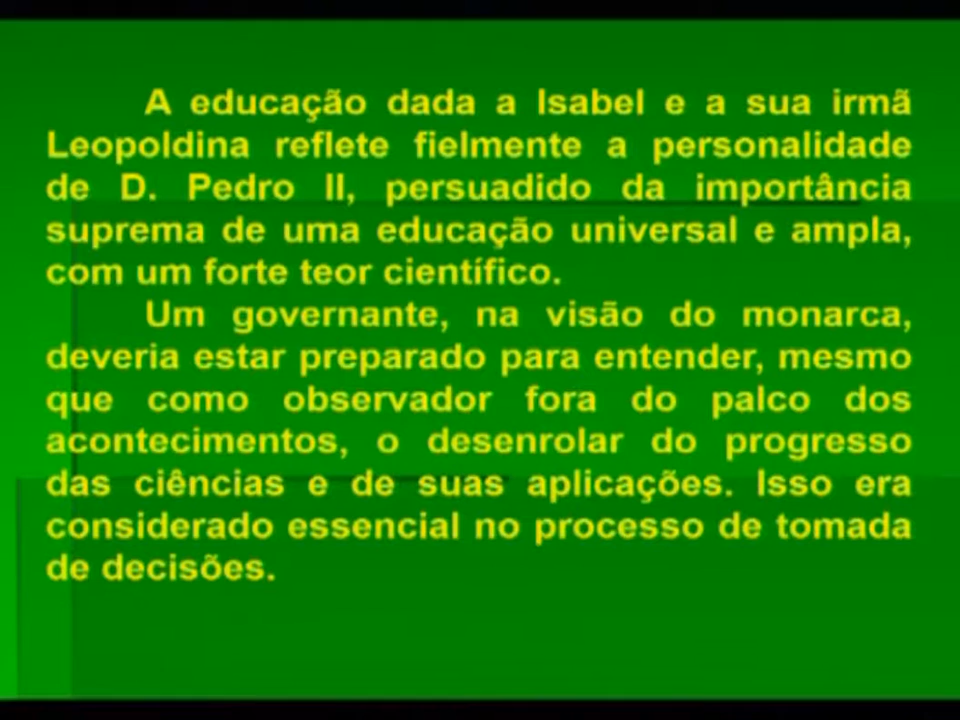 A educação dada a Isabel e a sua irmã
Leopoldina reflete fielmente a personalidade
de D. Pedro II, persuadido da importância
suprema de uma educação universal e ampla,
com um forte teor científico.
Um governante, na visão do monarca,
deveria estar preparado para entender, mesmo
que como observador fora do palco dos
acontecimentos, o desenrolar do progresso
das ciências e de suas aplicações. Isso era
considerado essencial no processo de tomada
de decisões.